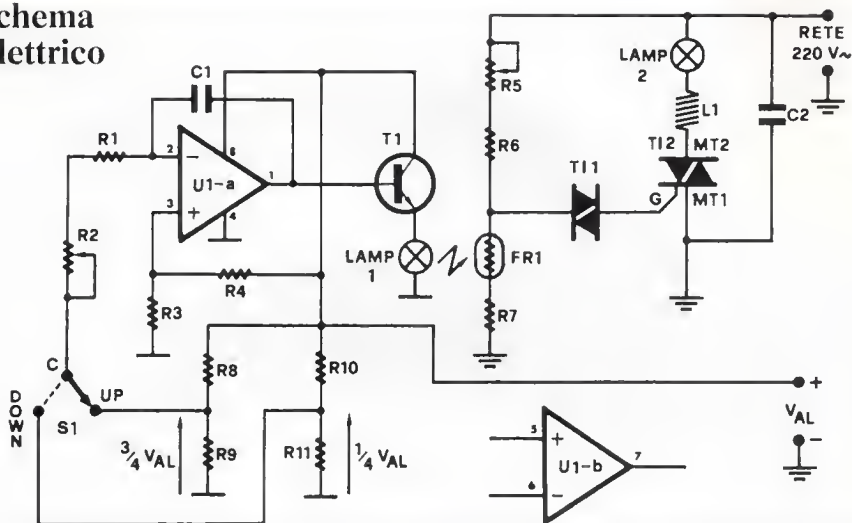 chema
lettrico
C1
R1
2
-
8
1
U1-a
3
+
4
T1
R2
R3
R4
LAMP
1
FR1
R5
R6
R7
TI1
LAMP
2
L1
TI2
MT2
G
MT1
C2
RETE
220 V~
C
UP
DOWN
S1
R8
R9
3/4 VAL
R10
R11
1/4 VAL
5
+
6
-
U1-b
7
+
VAL
-